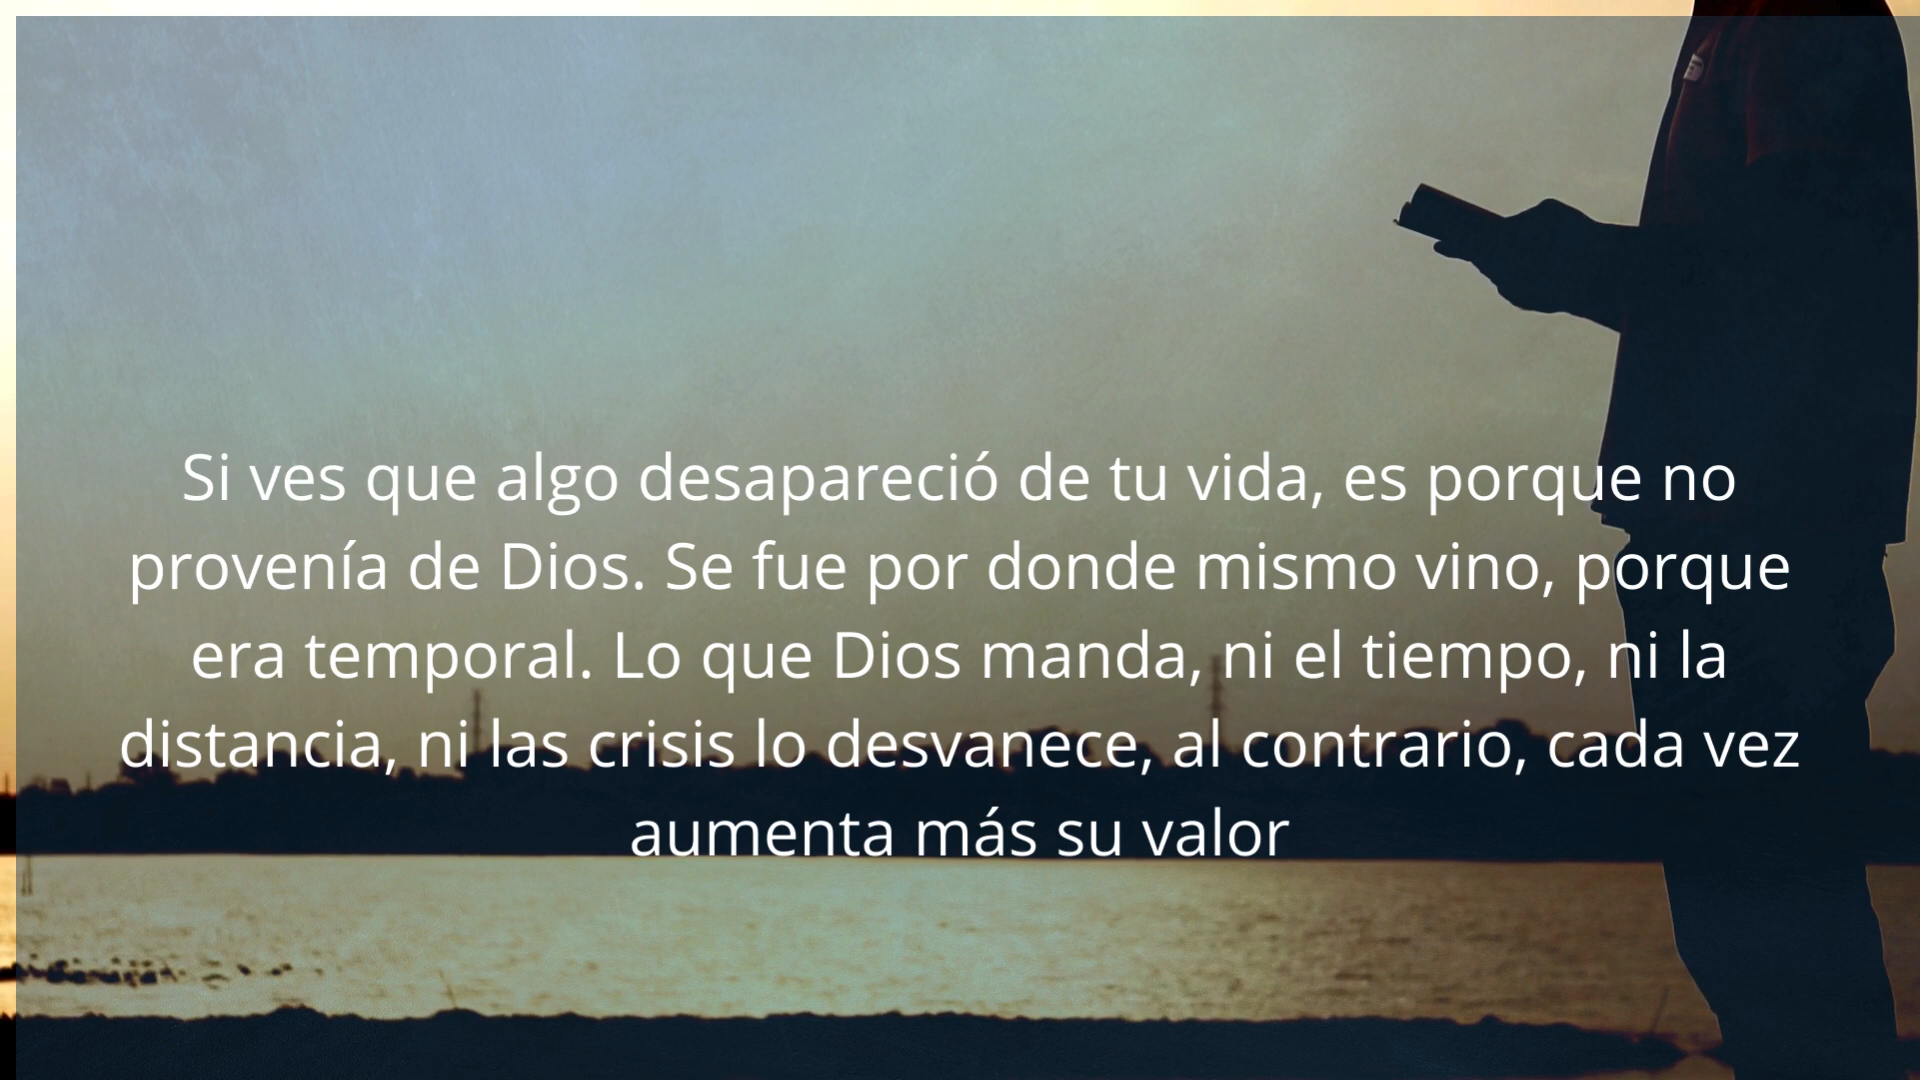 Si ves que algo desapareció de tu vida, es porque no
provenía de Dios. Se fue por donde mismo vino, porque
era temporal. Lo que Dios manda, ni el tiempo, ni la
distancia, ni las crisis lo desvanece, al contrario, cada vez
aumenta más su valor